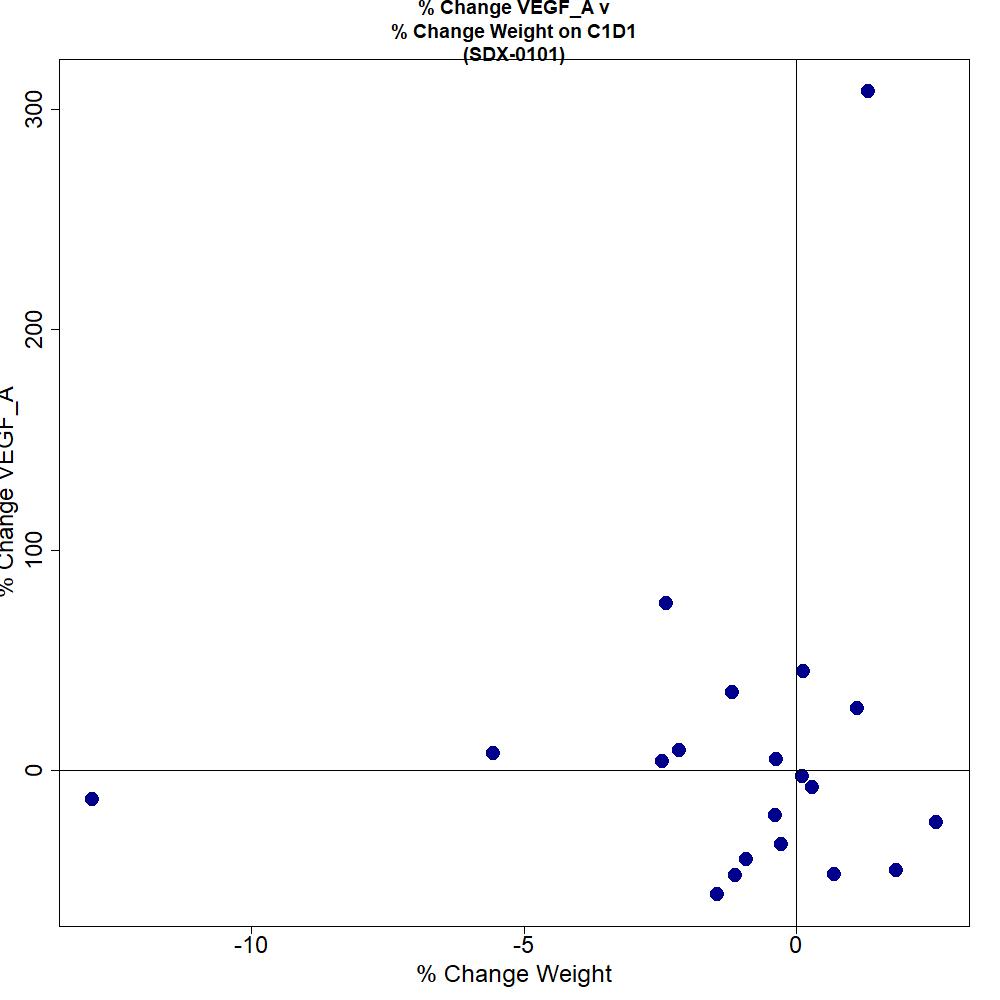 % Change VEGF_A v
% Change Weight on C1D1
(SDX-0101)
300
200
100
0
% Change VEGF_A
-10
-5
0
% Change Weight